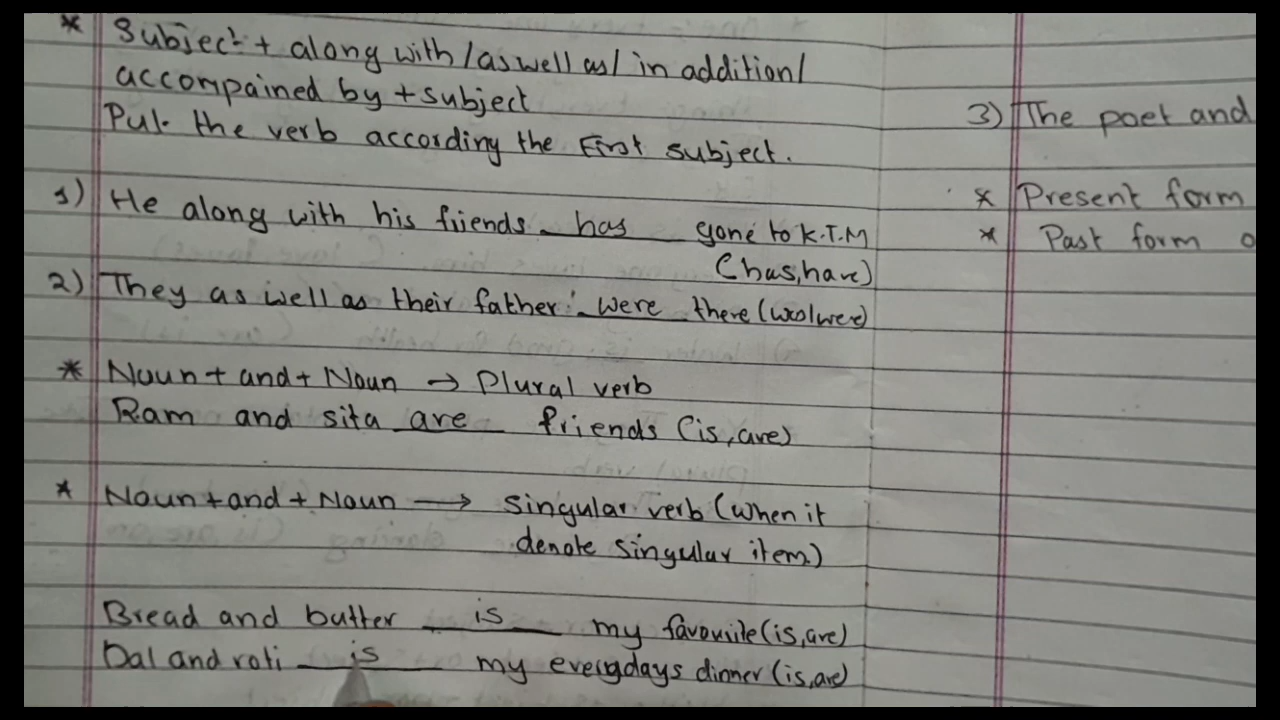 * Subject + along with / as well as / in addition /
accompained by + subject
Put the verb according the First subject.
1) He along with his friends has gone to K.T.M
(has, have)
2) They as well as their father were there (was/were)
* Noun + and + Noun → Plural verb
Ram and sita are friends (is, are)
* Noun + and + Noun → singular verb (when it
denote singular item.)
Bread and butter is my favourite (is, are)
Dal and roti is my everydays dinner (is, are)
3) The poet and
* Present form
* Past form o